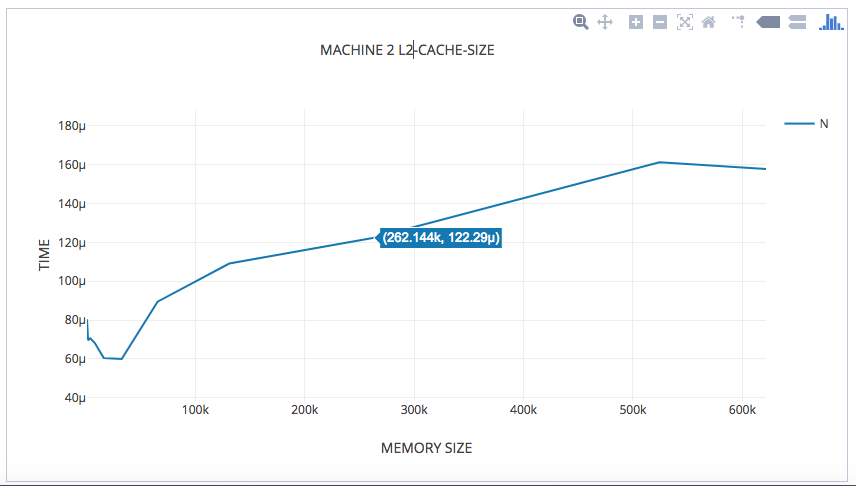 MACHINE 2 L2-CACHE-SIZE
180μ
160μ
140μ
120μ
100μ
80μ
60μ
40μ
TIME
(262.144k, 122.29μ)
N
100k
200k
300k
400k
500k
600k
MEMORY SIZE